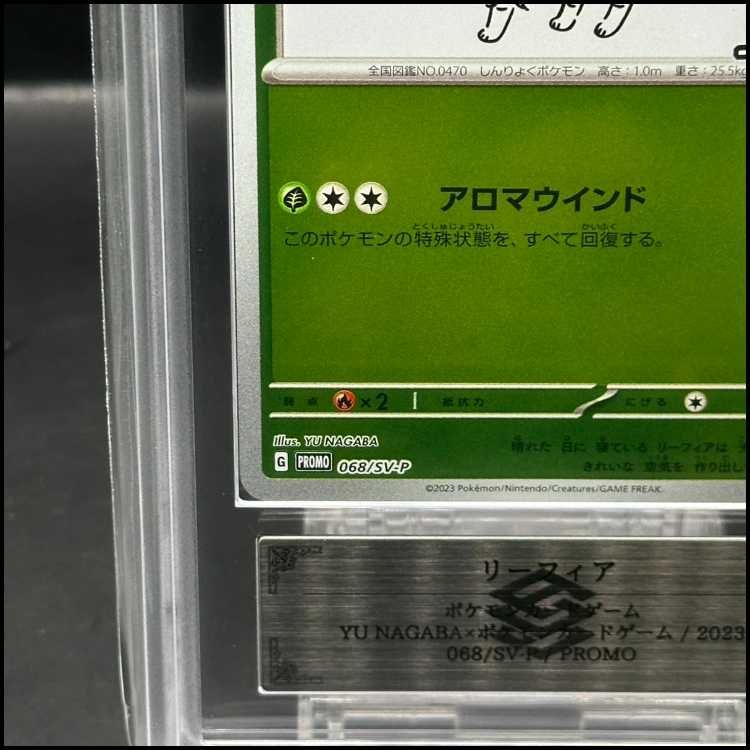 全国図鑑NO.0470 しんりょくポケモン 高さ：1.0m 重さ：25.5kg
アロマウインド
このポケモンの特殊状態を、すべて回復する。
弱点 ×2 抵抗力 にげる
Illus. YU NAGABA
晴れた 日に 寝ている リーフィアは
G PROMO 068/SV-P
きれいな 空気を 作り出し
©2023 Pokémon/Nintendo/Creatures/GAME FREAK.
リーフィア
ポケモンカードゲーム
YU NAGABA×ポケモンカードゲーム / 2023
068/SV-P / PROMO